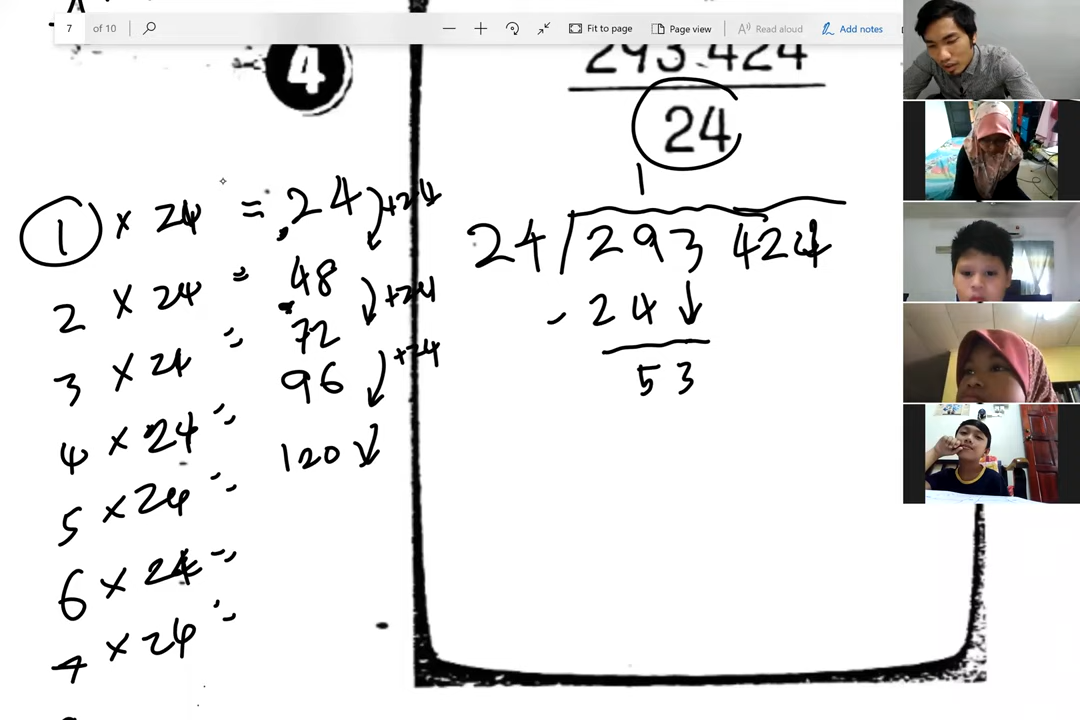 7 of 10 Fit to page Page view Read aloud Add notes
4
293 424
24
1
24 / 293 424
- 24 ↓
53
1 × 24 = 24 +24
2 × 24 = 48 +24
3 × 24 = 72 +24
4 × 24 = 96
5 × 24 = 120
6 × 24 =
7 × 24 =